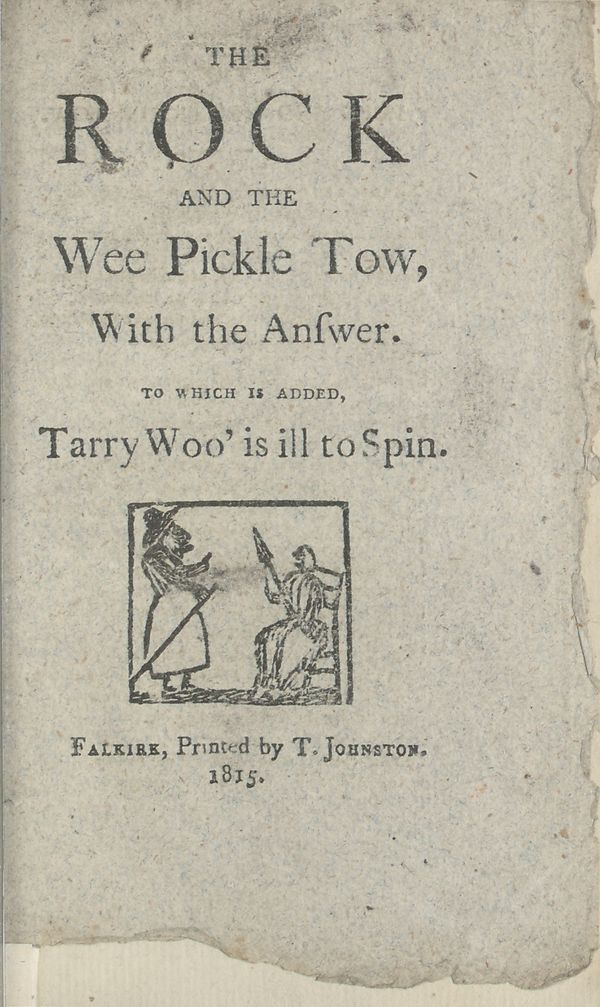 THE
ROCK
AND THE
Wee Pickle Tow,
With the Anſwer.
TO WHICH IS ADDED,
Tarry Woo' is ill to Spin.
FALKIRK, Printed by T. JOHNSTON.
1815.